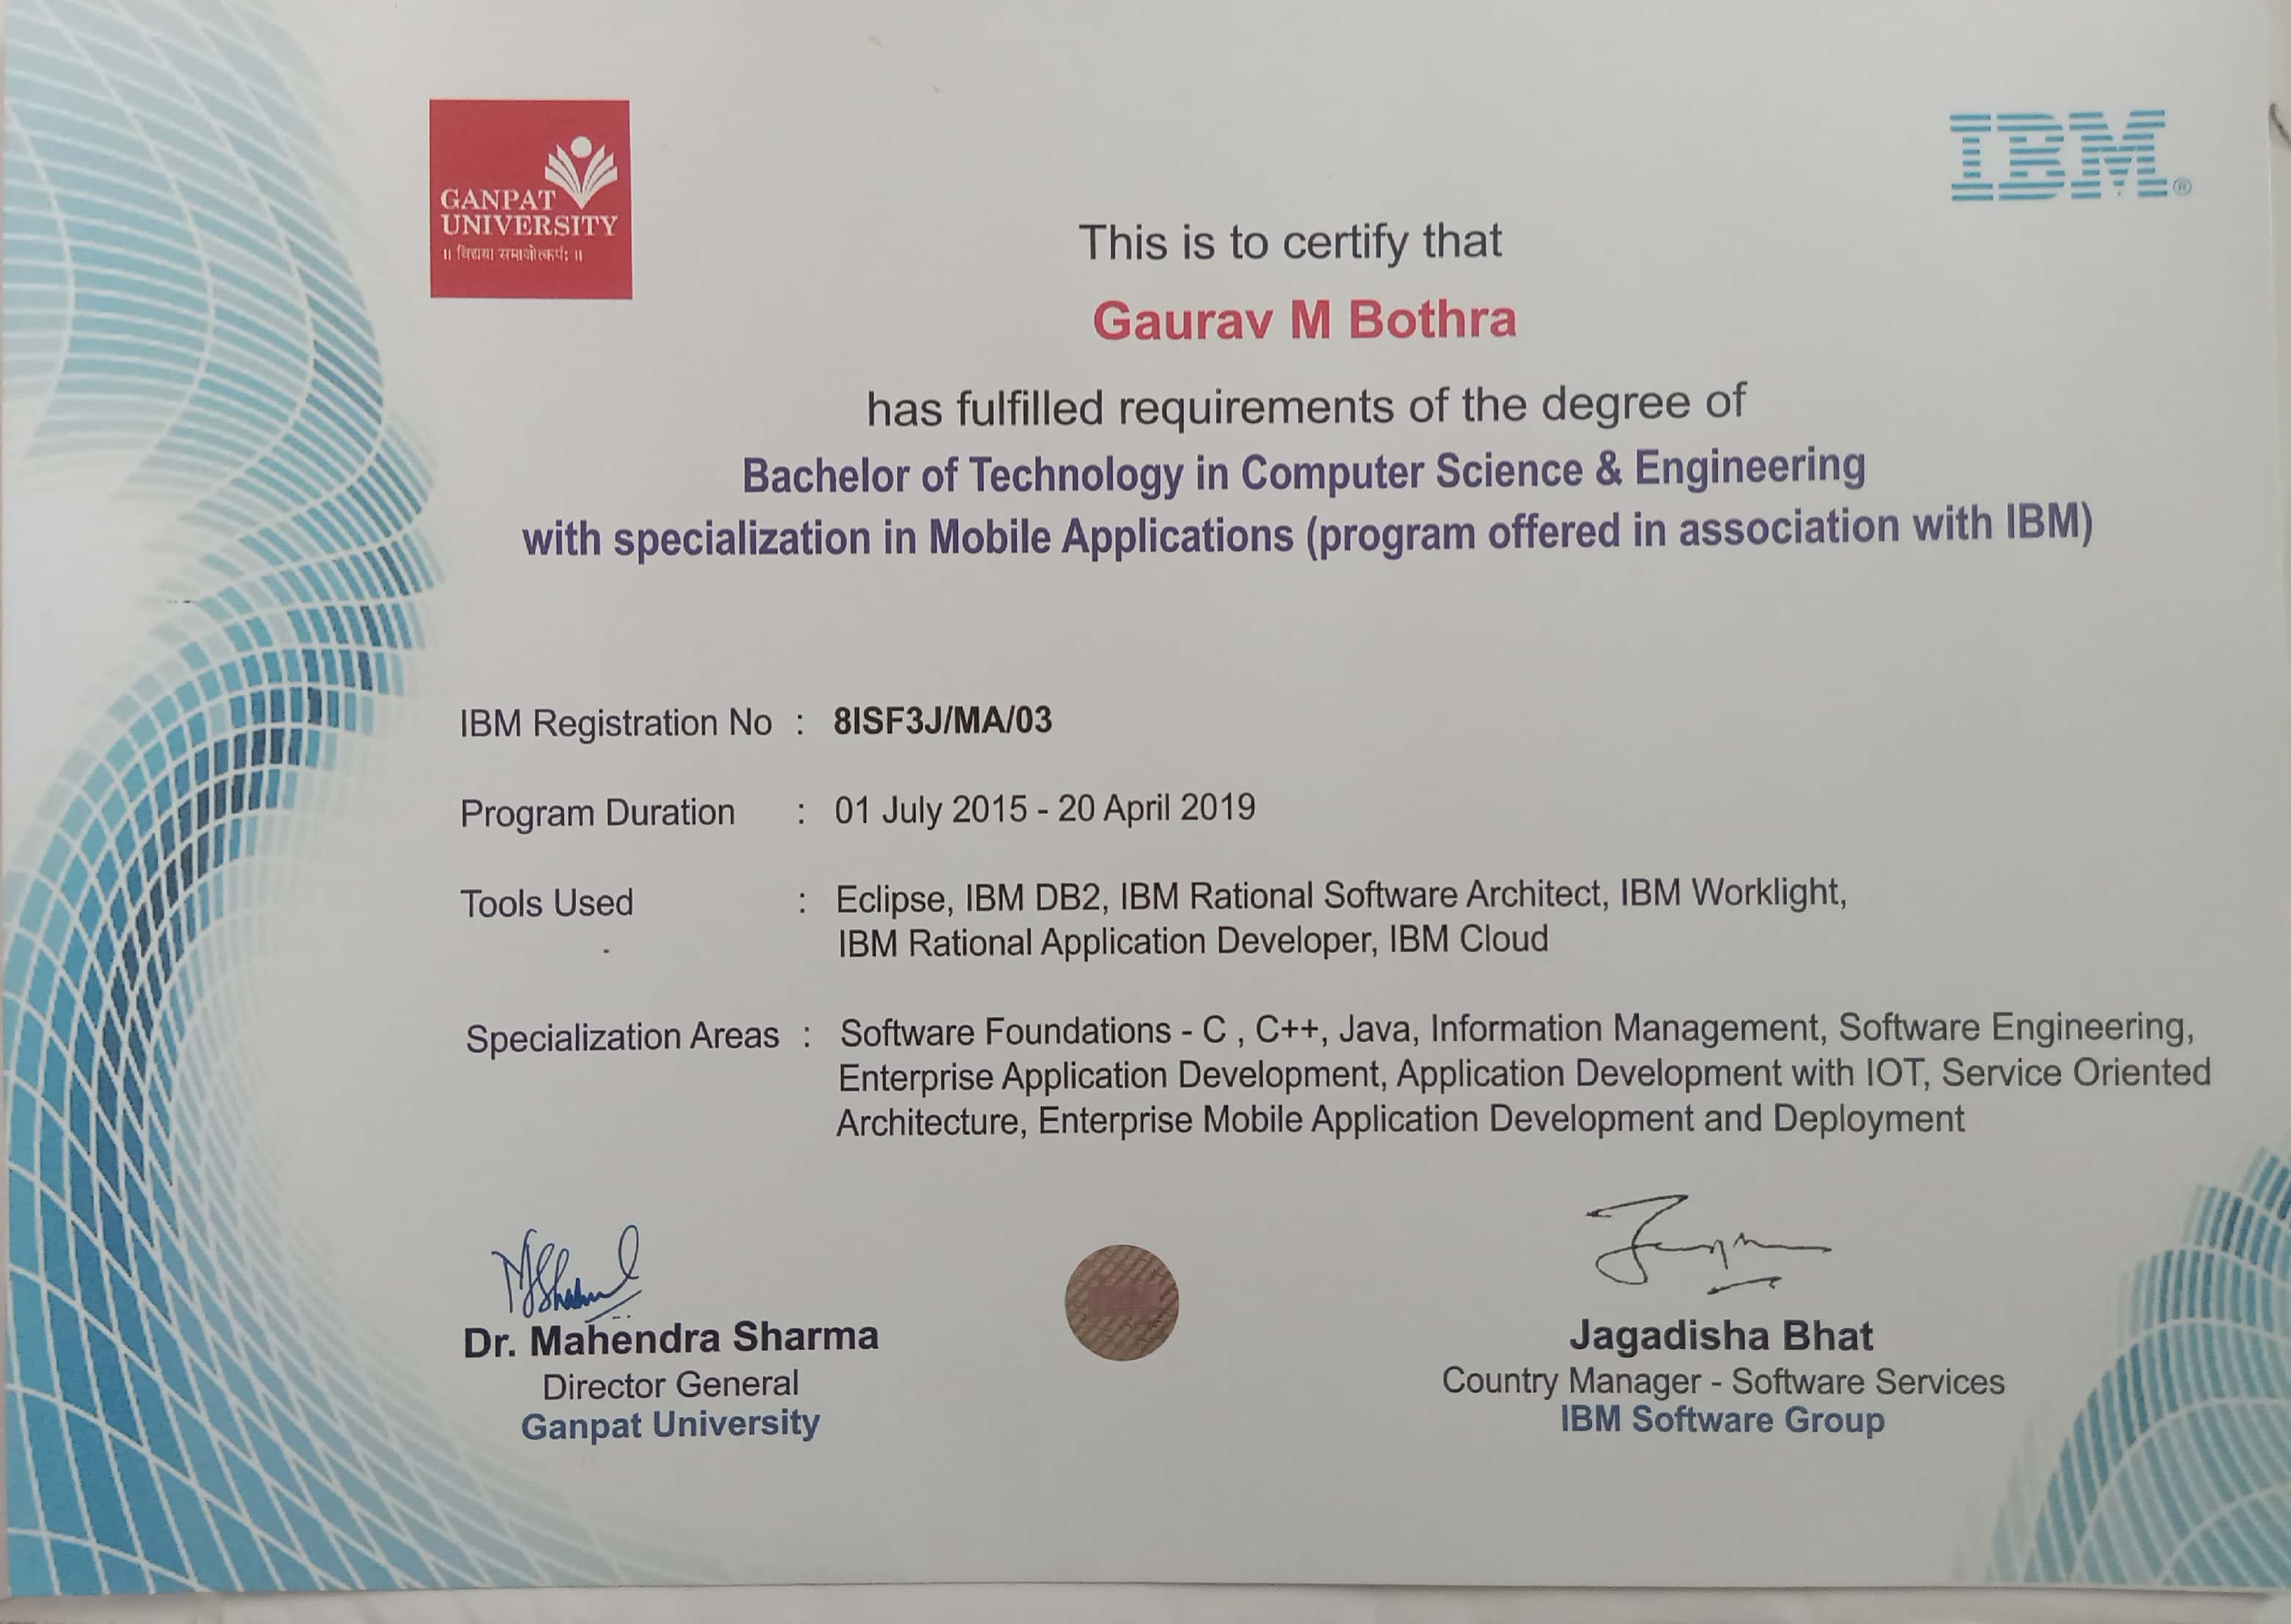 GANPAT
UNIVERSITY
॥ विद्यया समाजोत्कर्षः ॥
IBM®
This is to certify that
Gaurav M Bothra
has fulfilled requirements of the degree of
Bachelor of Technology in Computer Science & Engineering
with specialization in Mobile Applications (program offered in association with IBM)
IBM Registration No : 8ISF3J/MA/03
Program Duration : 01 July 2015 - 20 April 2019
Tools Used : Eclipse, IBM DB2, IBM Rational Software Architect, IBM Worklight,
IBM Rational Application Developer, IBM Cloud
Specialization Areas : Software Foundations - C , C++, Java, Information Management, Software Engineering,
Enterprise Application Development, Application Development with IOT, Service Oriented
Architecture, Enterprise Mobile Application Development and Deployment
Dr. Mahendra Sharma
Director General
Ganpat University
Jagadisha Bhat
Country Manager - Software Services
IBM Software Group